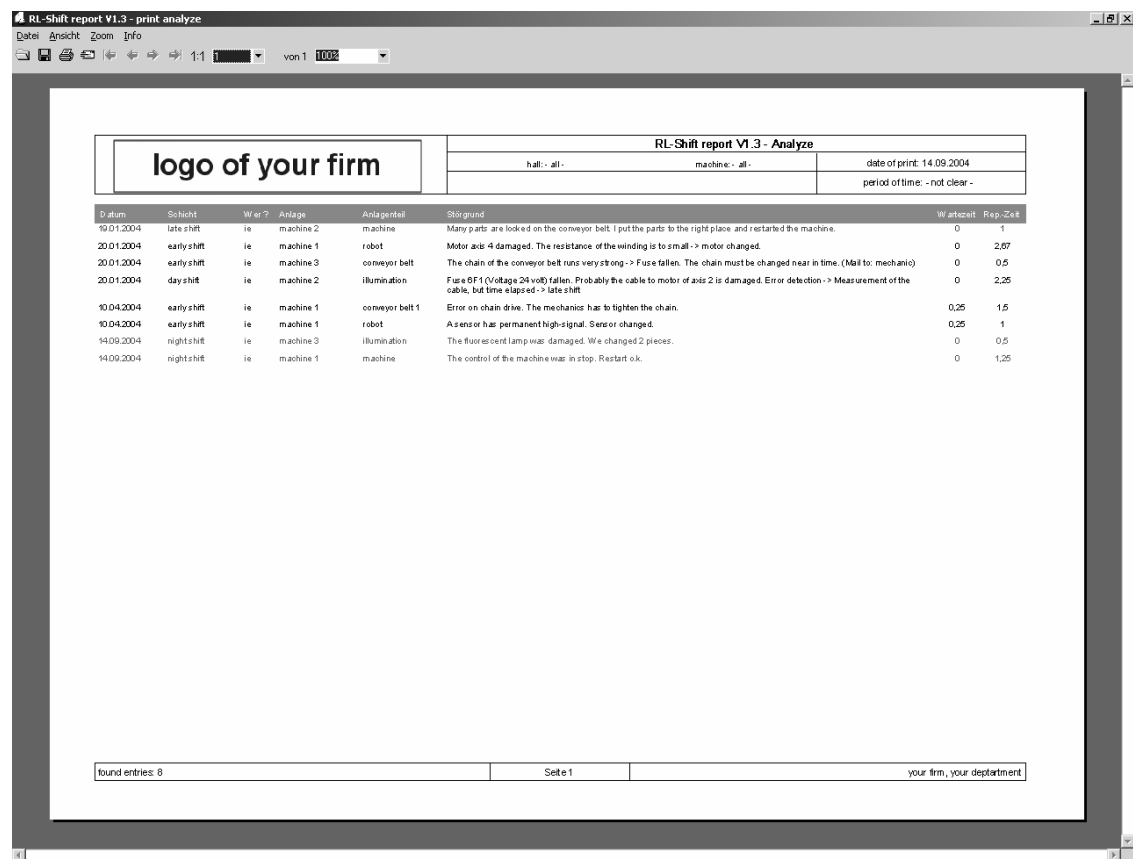 RL-Shift report V1.3 - print analyze
Datei Ansicht Zoom Info
1:1 1 von 1 100%
logo of your firm
RL-Shift report V1.3 - Analyze
hall: - all - machine: - all - date of print: 14.09.2004
period of time: - not clear -
Datum Schicht Wer? Anlage Anlagenteil Störgrund Wartezeit Rep.-Zeit
19.01.2004 late shift ie machine 2 machine Many parts are looked on the conveyor belt. I put the parts to the right place and restarted the machine. 0 1
20.01.2004 early shift ie machine 1 robot Motor axis 4 damaged. The resistance of the winding is to small -> motor changed. 0 2,67
20.01.2004 early shift ie machine 3 conveyor belt The chain of the conveyor belt runs very strong -> Fuse fallen. The chain must be changed near in time. (Mail to: mechanic) 0 0,5
20.01.2004 day shift ie machine 2 illumination Fuse 6F1 (Voltage 24 volt) fallen. Probably the cable to motor of axis 2 is damaged. Error detection -> Measurement of the 0 2,25
cable, but time elapsed -> late shift
10.04.2004 early shift ie machine 1 conveyor belt 1 Error on chain drive. The mechanics has to tighten the chain. 0,25 1,5
10.04.2004 early shift ie machine 1 robot A sensor has permanent high-signal. Sensor changed. 0,25 1
14.09.2004 night shift ie machine 3 illumination The fluorescent lamp was damaged. We changed 2 pieces. 0 0,5
14.09.2004 night shift ie machine 1 machine The control of the machine was in stop. Restart o.k. 0 1,25
found entries: 8 Seite 1 your firm, your deptartment